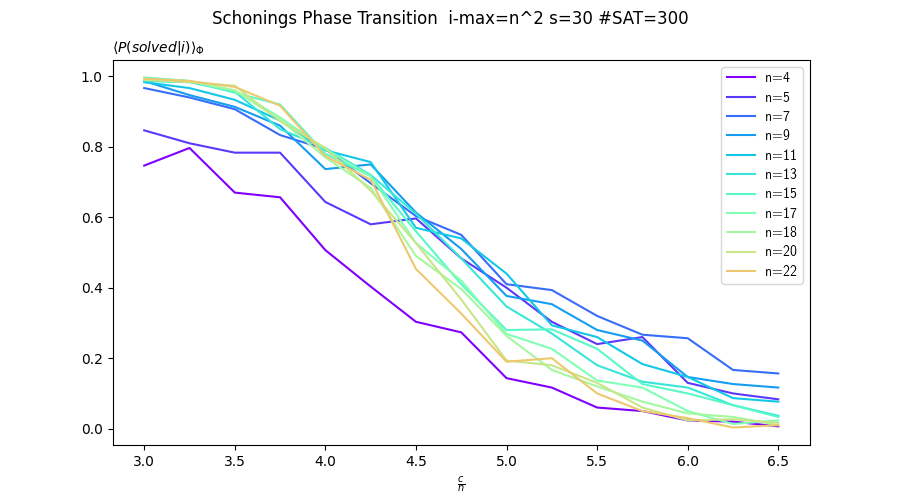 Schonings Phase Transition  i-max=n^2 s=30 #SAT=300
⟨P(solved|i)⟩Φ
1.0
0.8
0.6
0.4
0.2
0.0
n=4
n=5
n=7
n=9
n=11
n=13
n=15
n=17
n=18
n=20
n=22
3.0 3.5 4.0 4.5 5.0 5.5 6.0 6.5
c/n